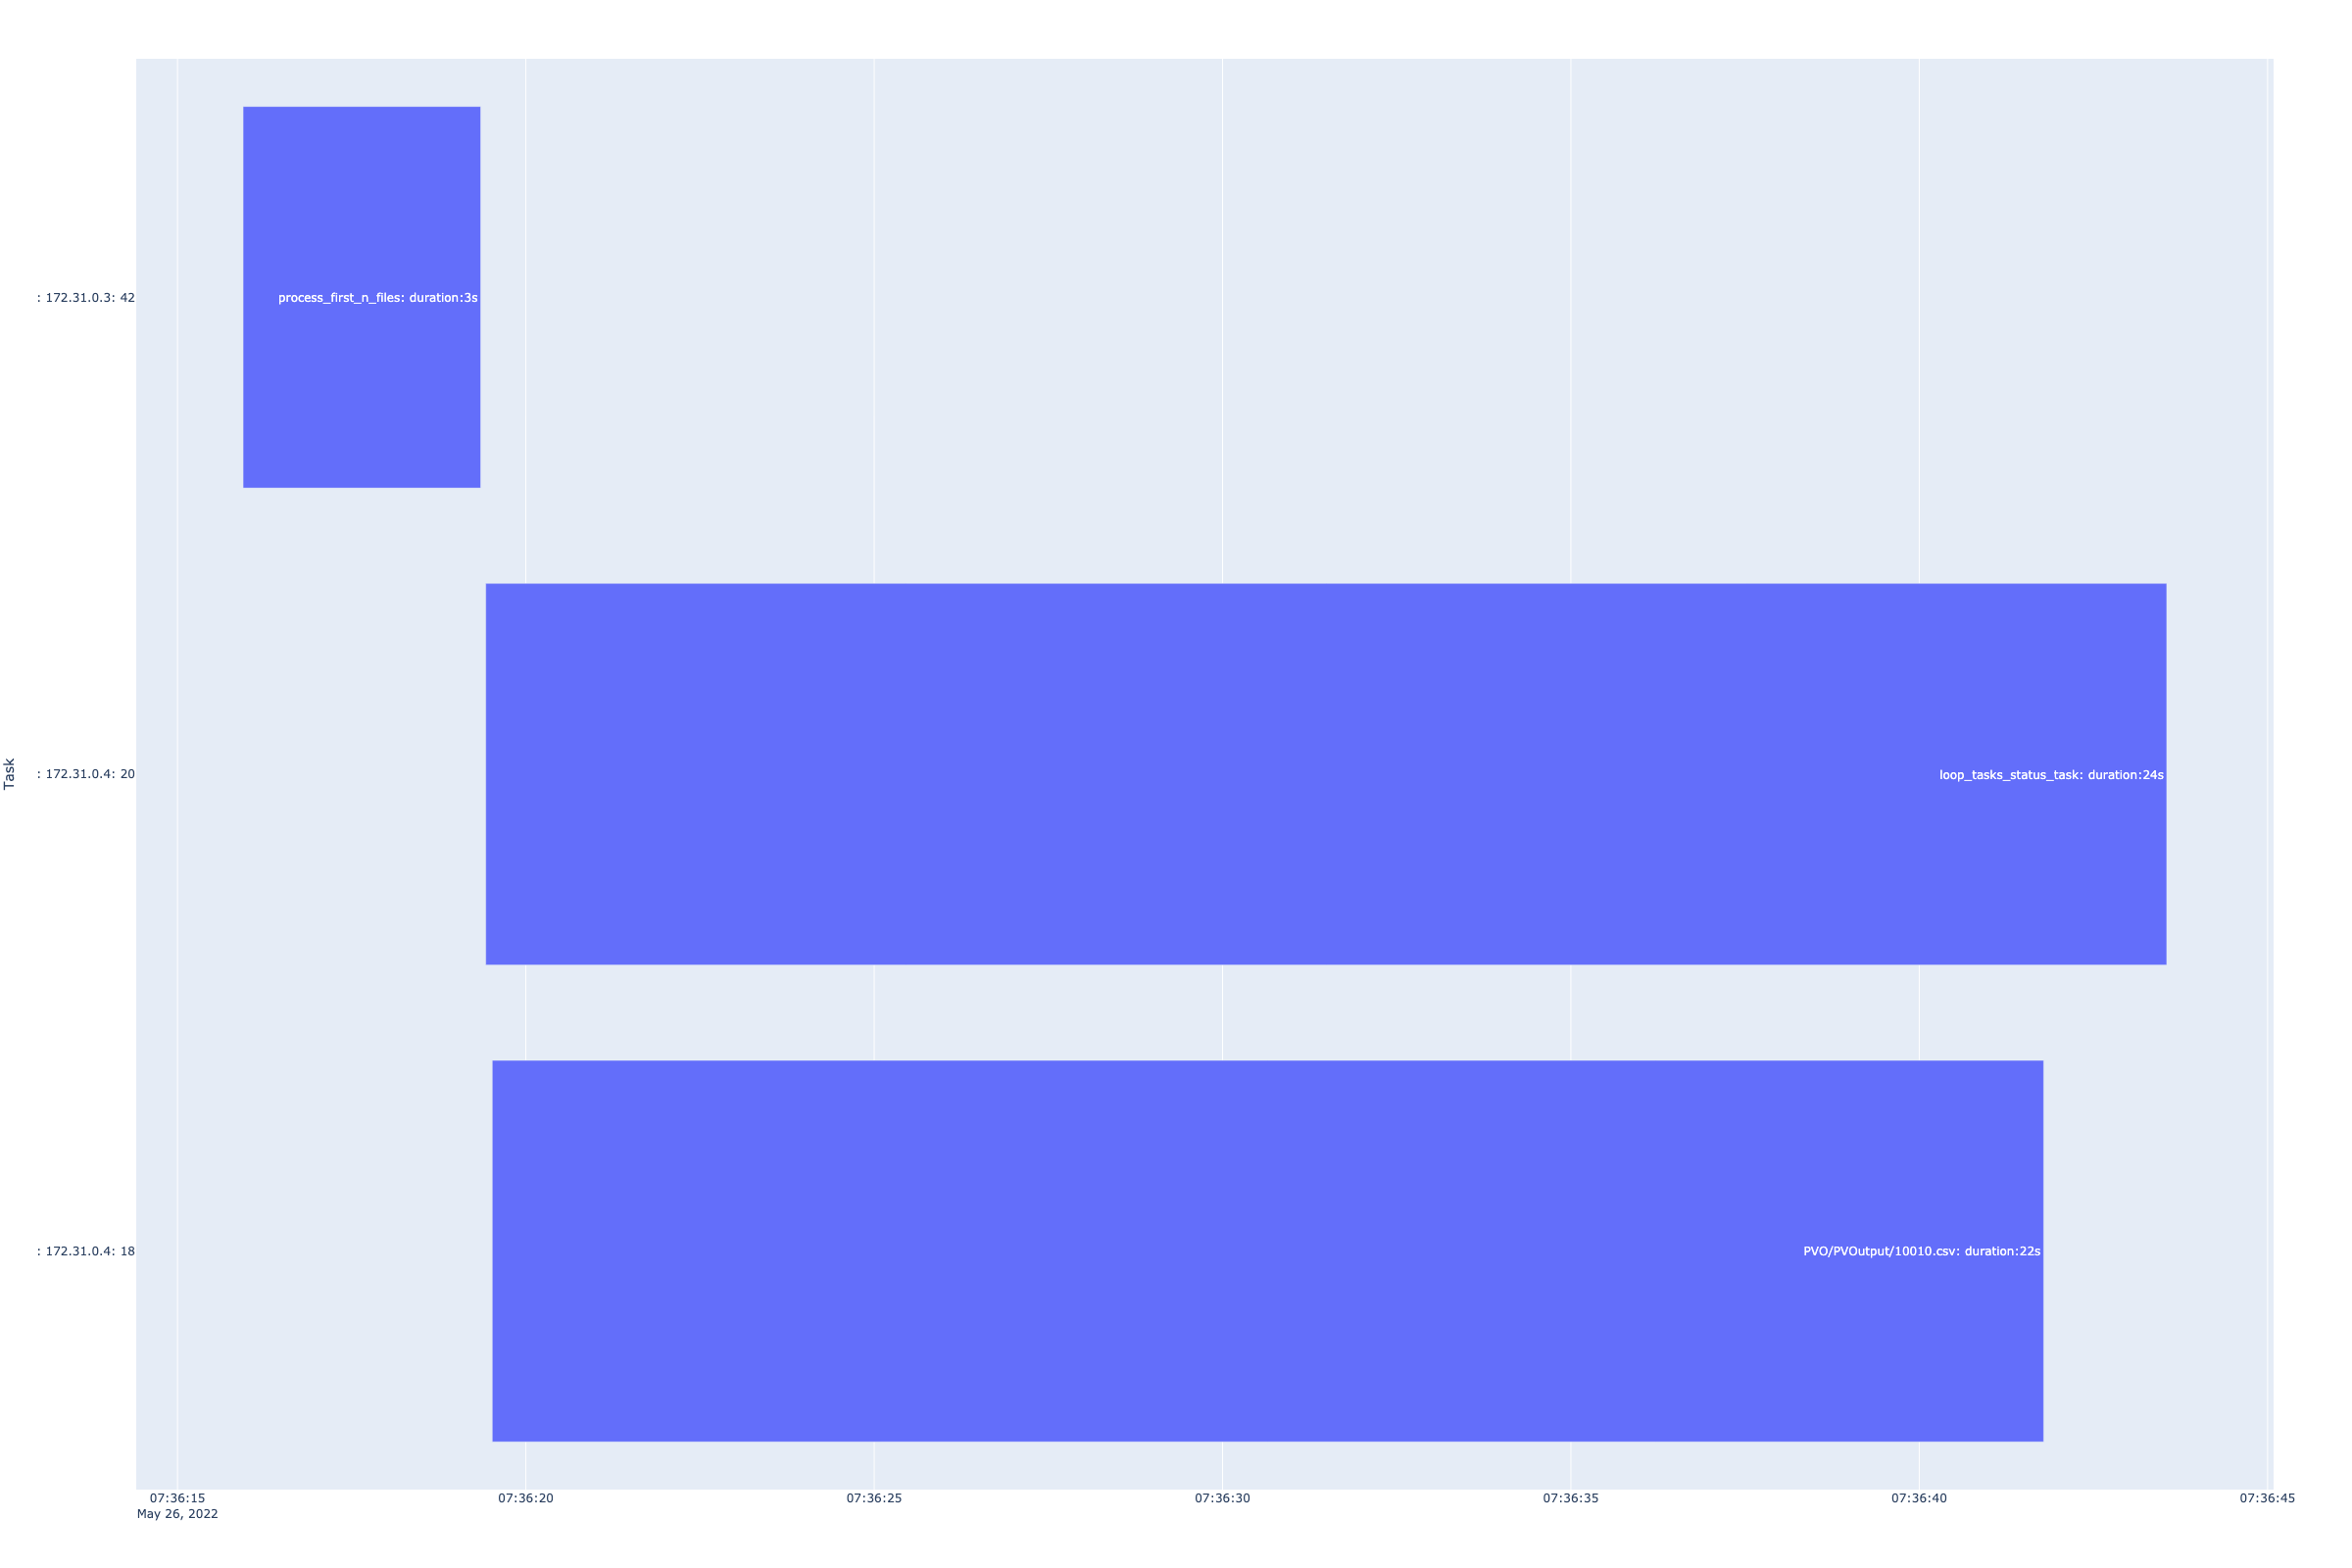 : 172.31.0.3: 42
process_first_n_files: duration:3s
Task
: 172.31.0.4: 20
loop_tasks_status_task: duration:24s
: 172.31.0.4: 18
PVO/PVOutput/10010.csv: duration:22s
07:36:15 07:36:20 07:36:25 07:36:30 07:36:35 07:36:40 07:36:45
May 26, 2022